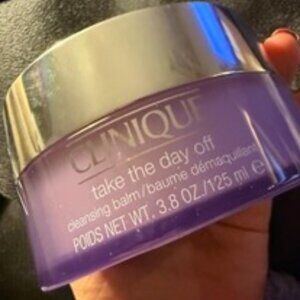 CLINIQUE
take the day off
cleansing balm/baume démaquillant
POIDS NET WT. 3.8 OZ./125 ml e